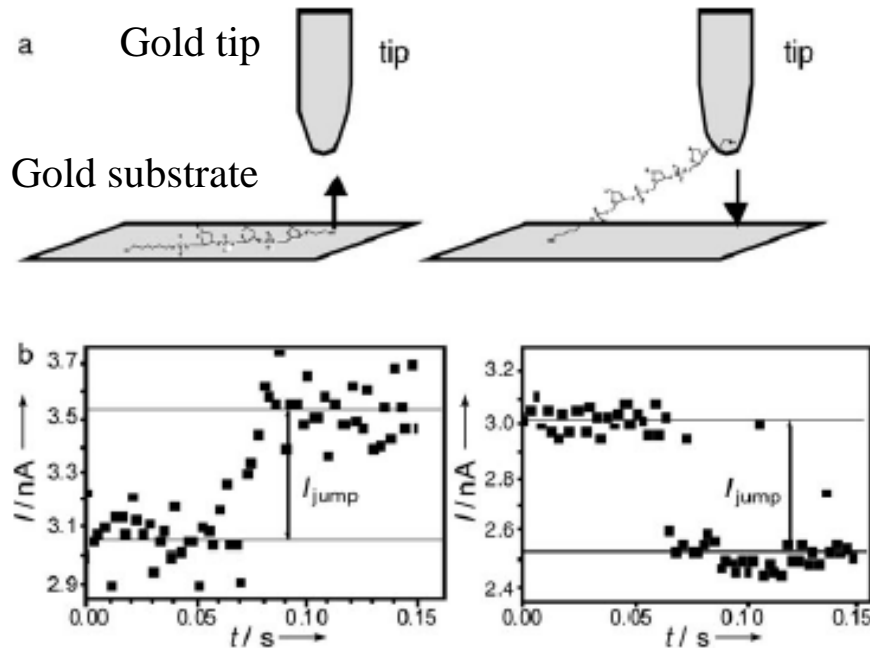 a Gold tip tip tip
Gold substrate
b
3.7
3.5
3.3
3.1
2.9
I / nA
I jump
0.00 0.05 0.10 0.15
t / s
3.2
3.0
2.8
2.6
2.4
I / nA
I jump
0.00 0.05 0.10 0.15
t / s